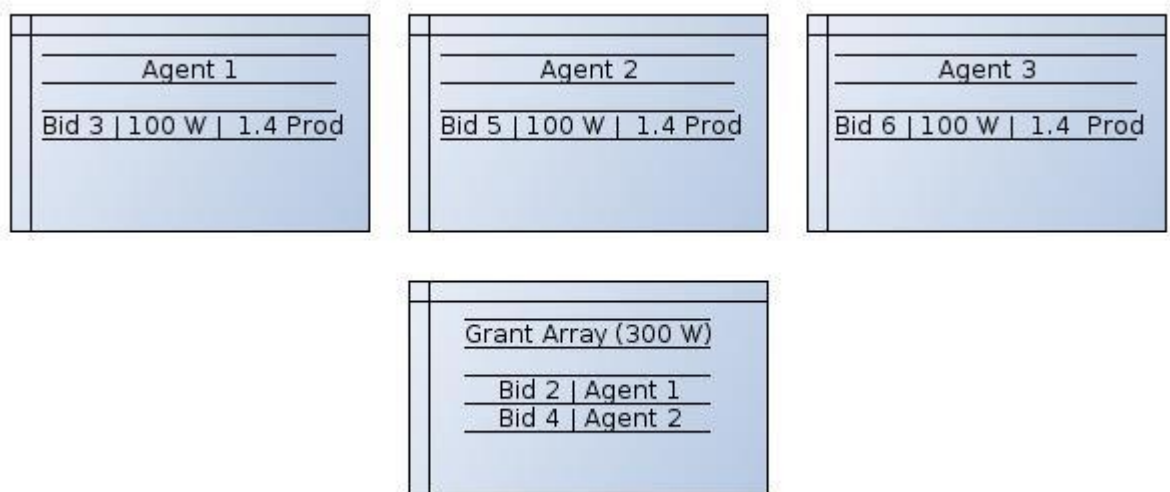 Agent 1
Bid 3 | 100 W | 1.4 Prod
Agent 2
Bid 5 | 100 W | 1.4 Prod
Agent 3
Bid 6 | 100 W | 1.4 Prod
Grant Array (300 W)
Bid 2 | Agent 1
Bid 4 | Agent 2